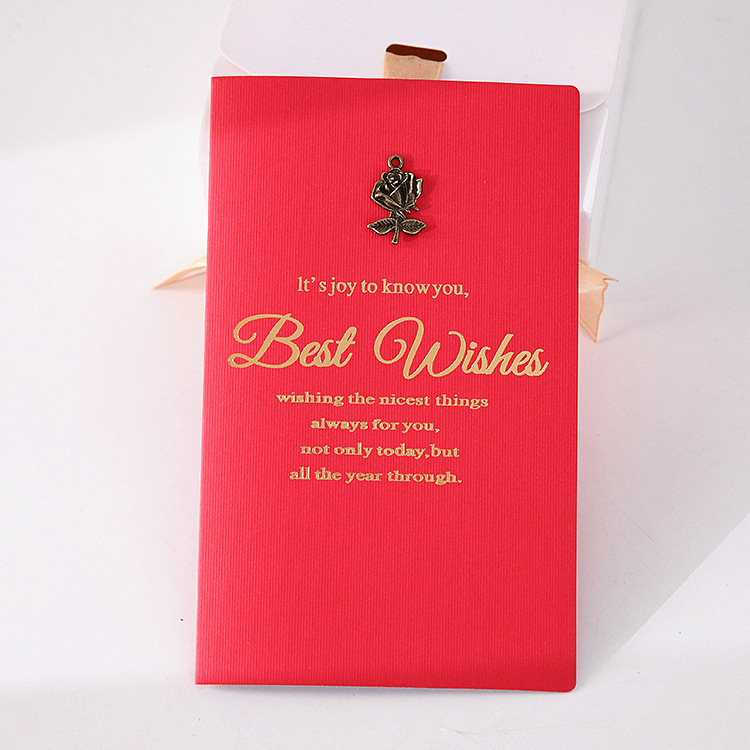 It's joy to know you,
Best Wishes
wishing the nicest things
always for you,
not only today,but
all the year through.